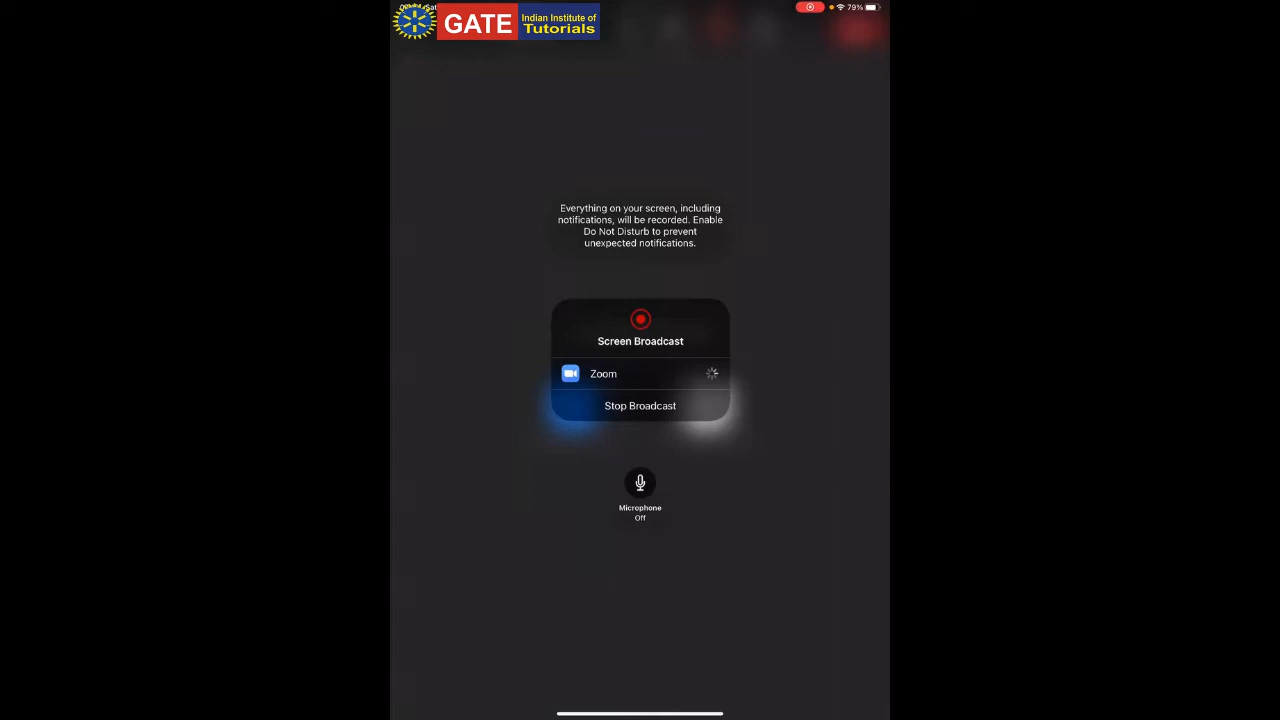 GATE
Indian Institute of
Tutorials
79%
Everything on your screen, including
notifications, will be recorded. Enable
Do Not Disturb to prevent
unexpected notifications.
Screen Broadcast
Zoom
Stop Broadcast
Microphone
Off